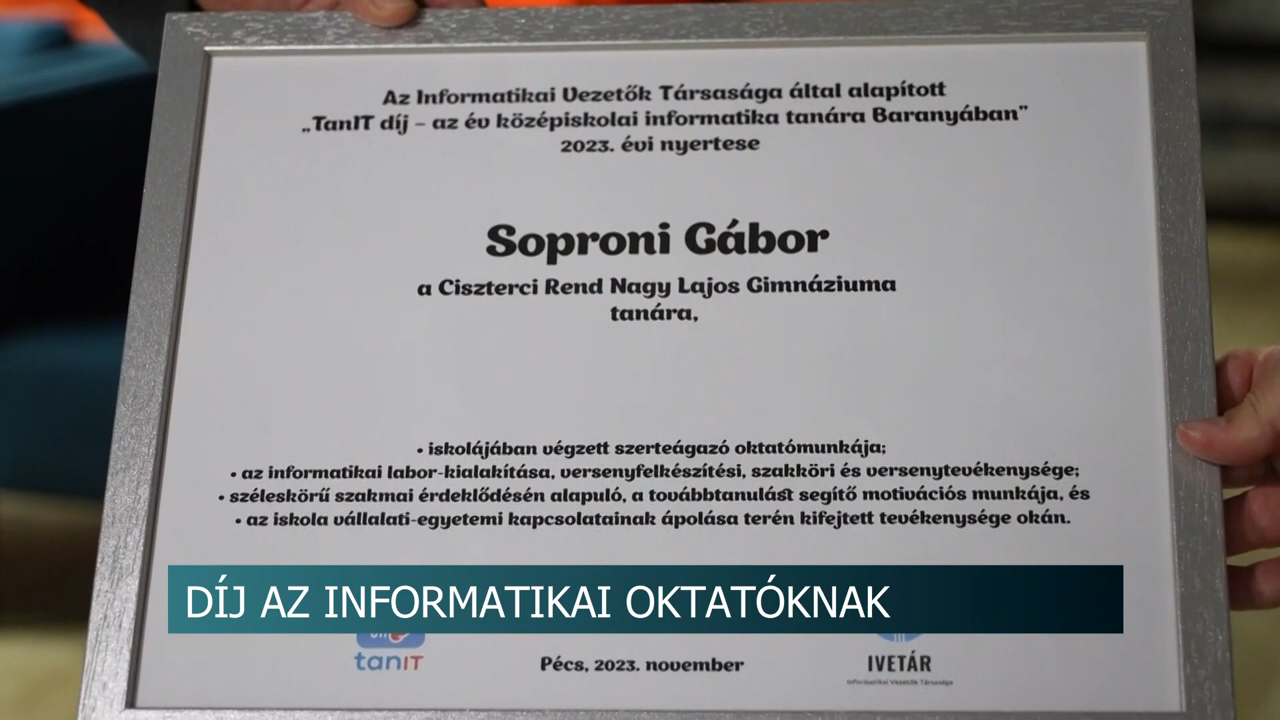 Az Informatikai Vezetők Társasága által alapított
„TanIT díj – az év középiskolai informatika tanára Baranyában”
2023. évi nyertese
Soproni Gábor
a Ciszterci Rend Nagy Lajos Gimnáziuma
tanára,
• iskolájában végzett szerteágazó oktatómunkája;
• az informatikai labor-kialakítása, versenyfelkészítési, szakköri és versenytevékenysége;
• széleskörű szakmai érdeklődésén alapuló, a továbbtanulást segítő motivációs munkája, és
• az iskola vállalati-egyetemi kapcsolatainak ápolása terén kifejtett tevékenysége okán.
DÍJ AZ INFORMATIKAI OKTATÓKNAK
tanIT
Pécs, 2023. november
IVETÁR
Informatikai Vezetők Társasága